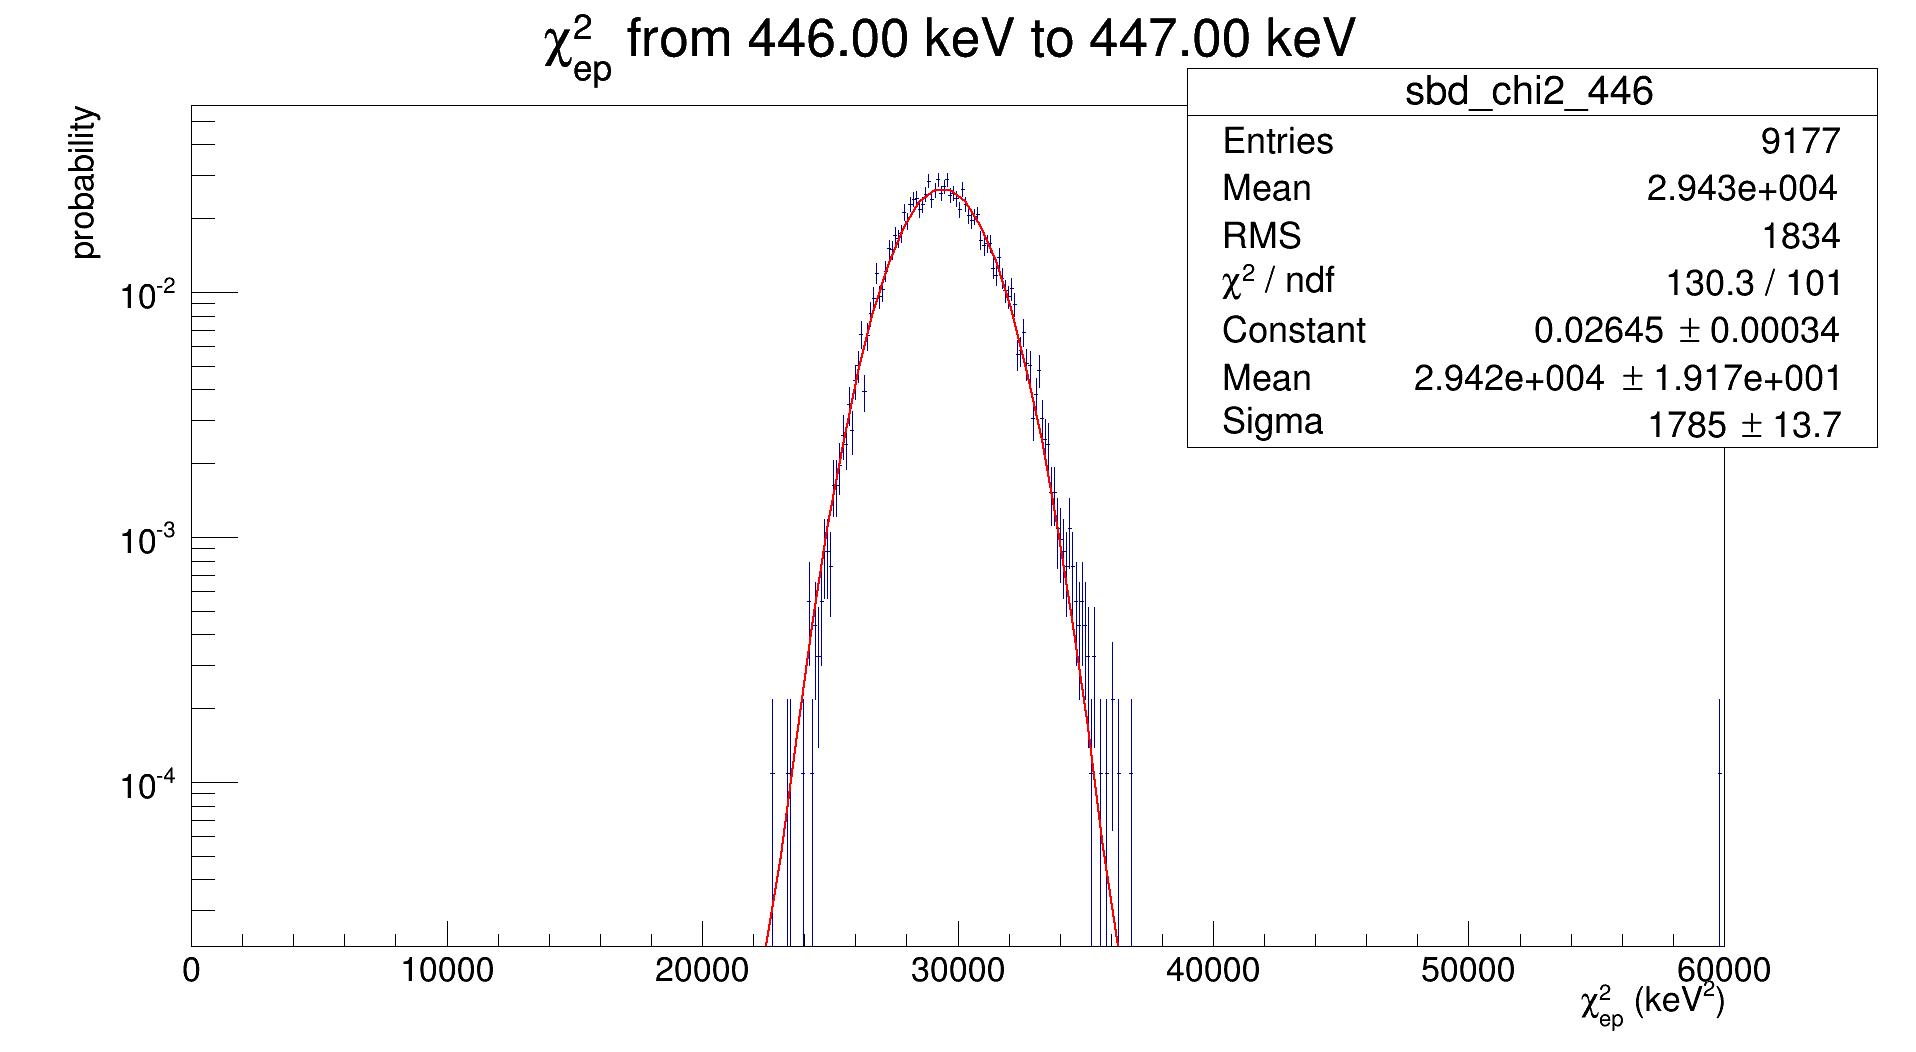 χ²ep from 446.00 keV to 447.00 keV
sbd_chi2_446
Entries 9177
Mean 2.943e+004
RMS 1834
χ² / ndf 130.3 / 101
Constant 0.02645 ± 0.00034
Mean 2.942e+004 ± 1.917e+001
Sigma 1785 ± 13.7
probability
10⁻²
10⁻³
10⁻⁴
0 10000 20000 30000 40000 50000 60000
χ²ep (keV²)